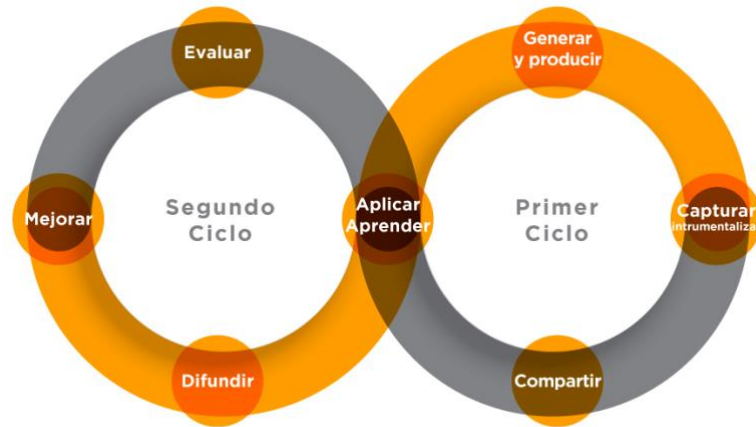 Evaluar
Generar
y producir
Mejorar
Segundo
Ciclo
Aplicar
Aprender
Primer
Ciclo
Capturar
intrumentaliza
Difundir
Compartir